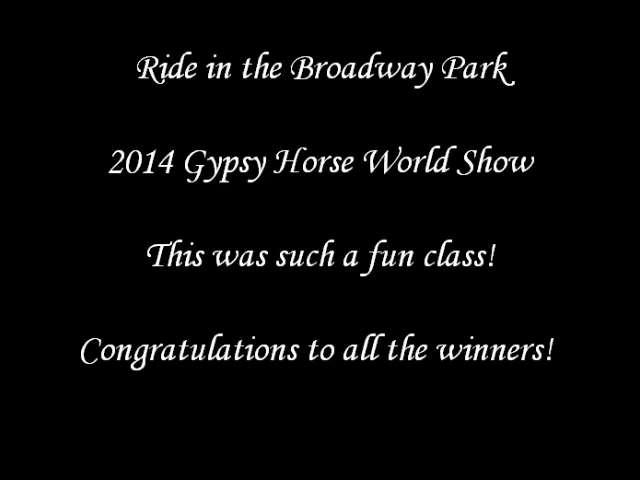 Ride in the Broadway Park
2014 Gypsy Horse World Show
This was such a fun class!
Congratulations to all the winners!